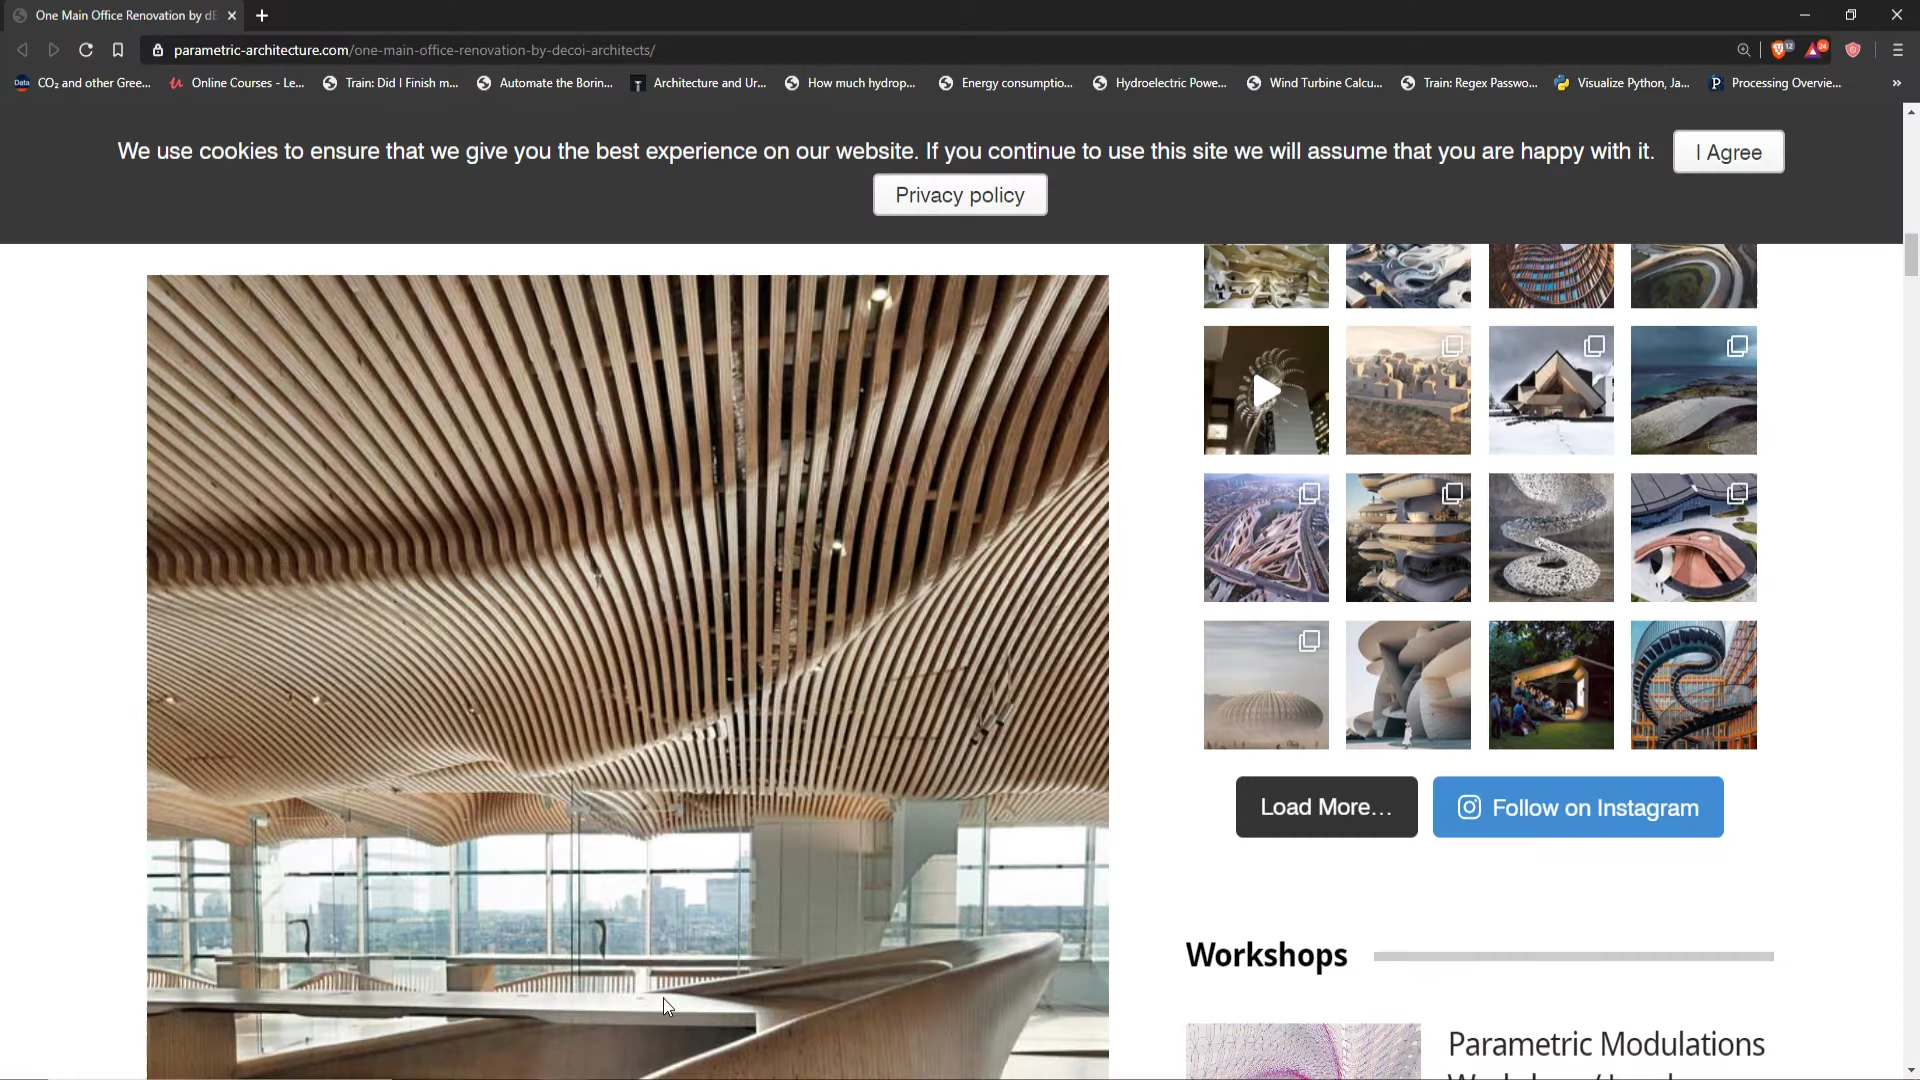 One Main Office Renovation by dE
parametric-architecture.com/one-main-office-renovation-by-decoi-architects/
12
24
Data
CO₂ and other Gree...
Online Courses - Le...
Train: Did I Finish m...
Automate the Borin...
Architecture and Ur...
How much hydrop...
Energy consumptio...
Hydroelectric Powe...
Wind Turbine Calcu...
Train: Regex Passwo...
Visualize Python, Ja...
Processing Overvie...
»
We use cookies to ensure that we give you the best experience on our website. If you continue to use this site we will assume that you are happy with it.
I Agree
Privacy policy
Load More...
Follow on Instagram
Workshops
Parametric Modulations